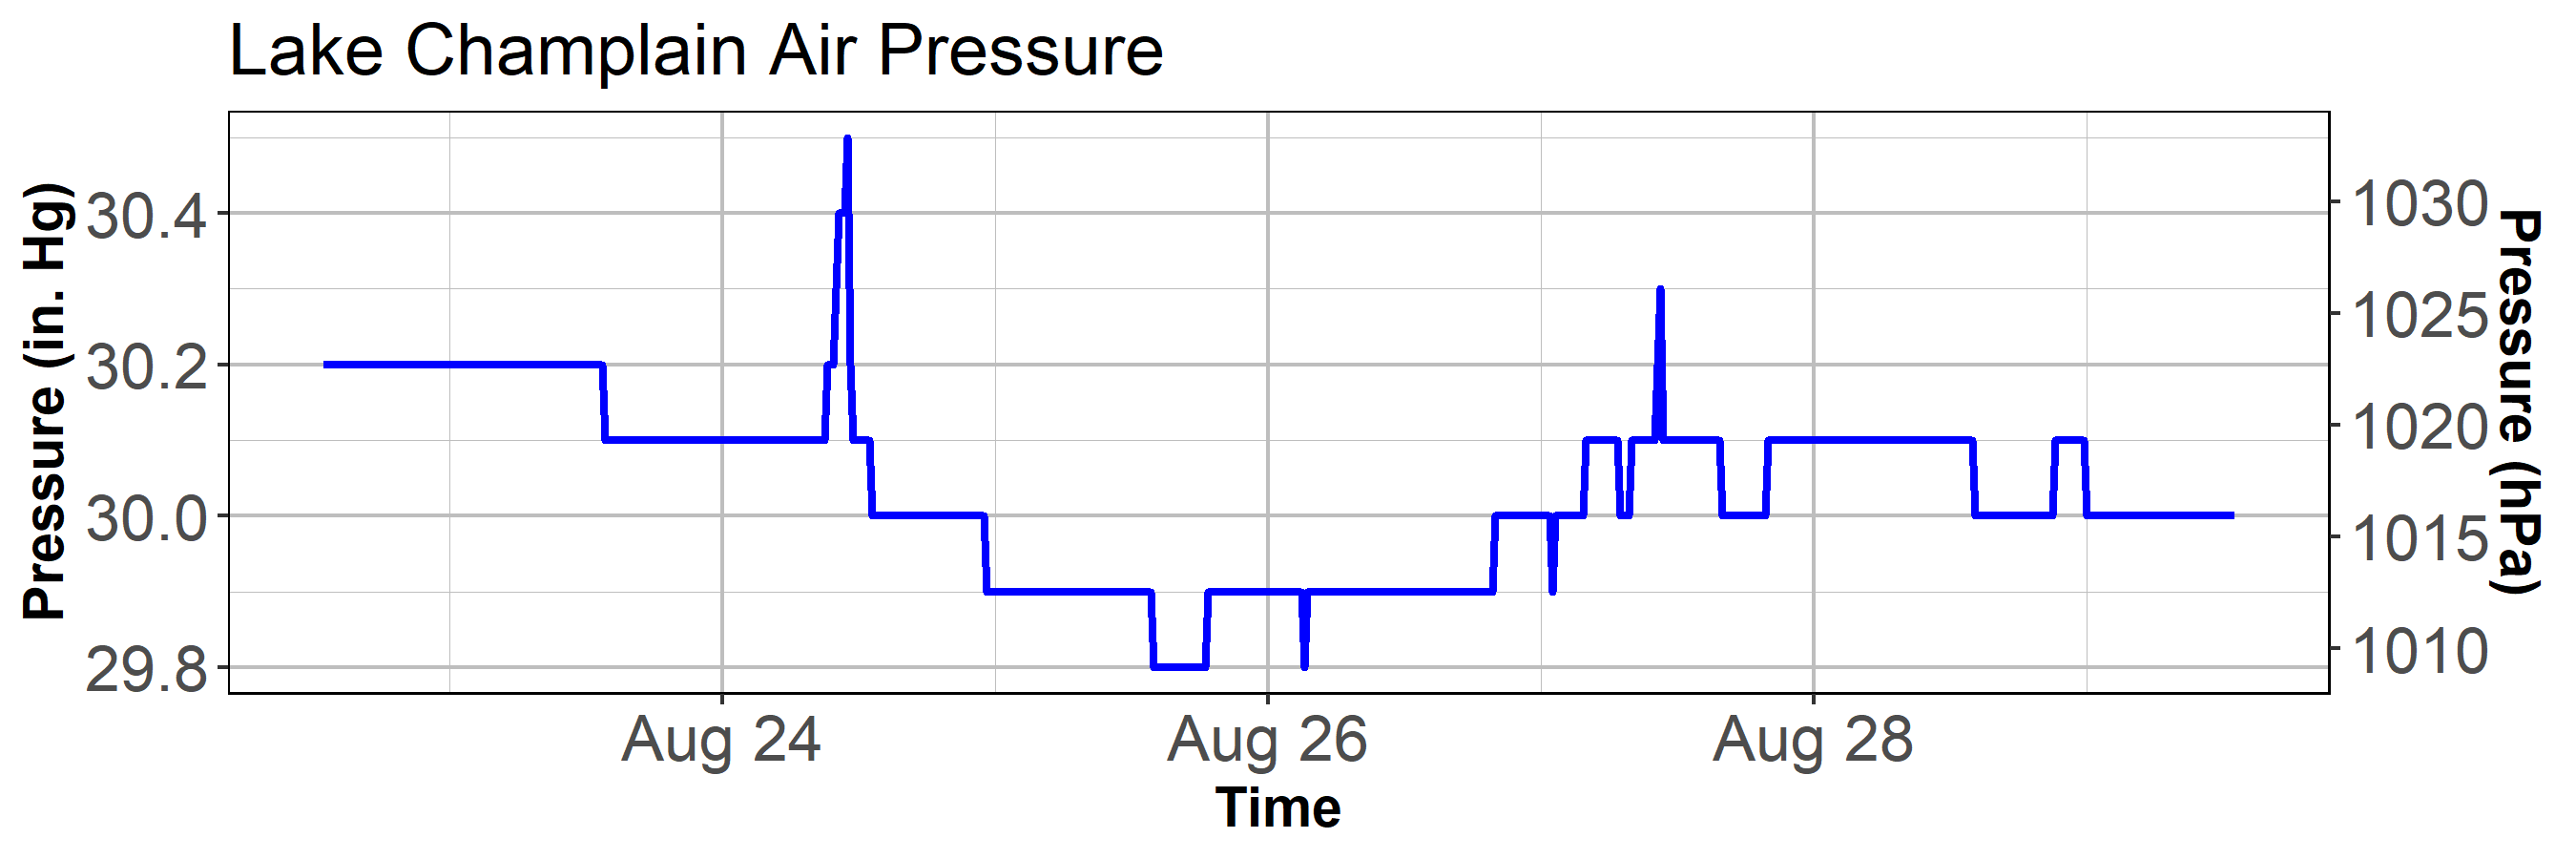 Lake Champlain Air Pressure
Pressure (in. Hg)
30.4
30.2
30.0
29.8
1030
1025
1020
1015
1010
Pressure (hPa)
Aug 24
Aug 26
Aug 28
Time